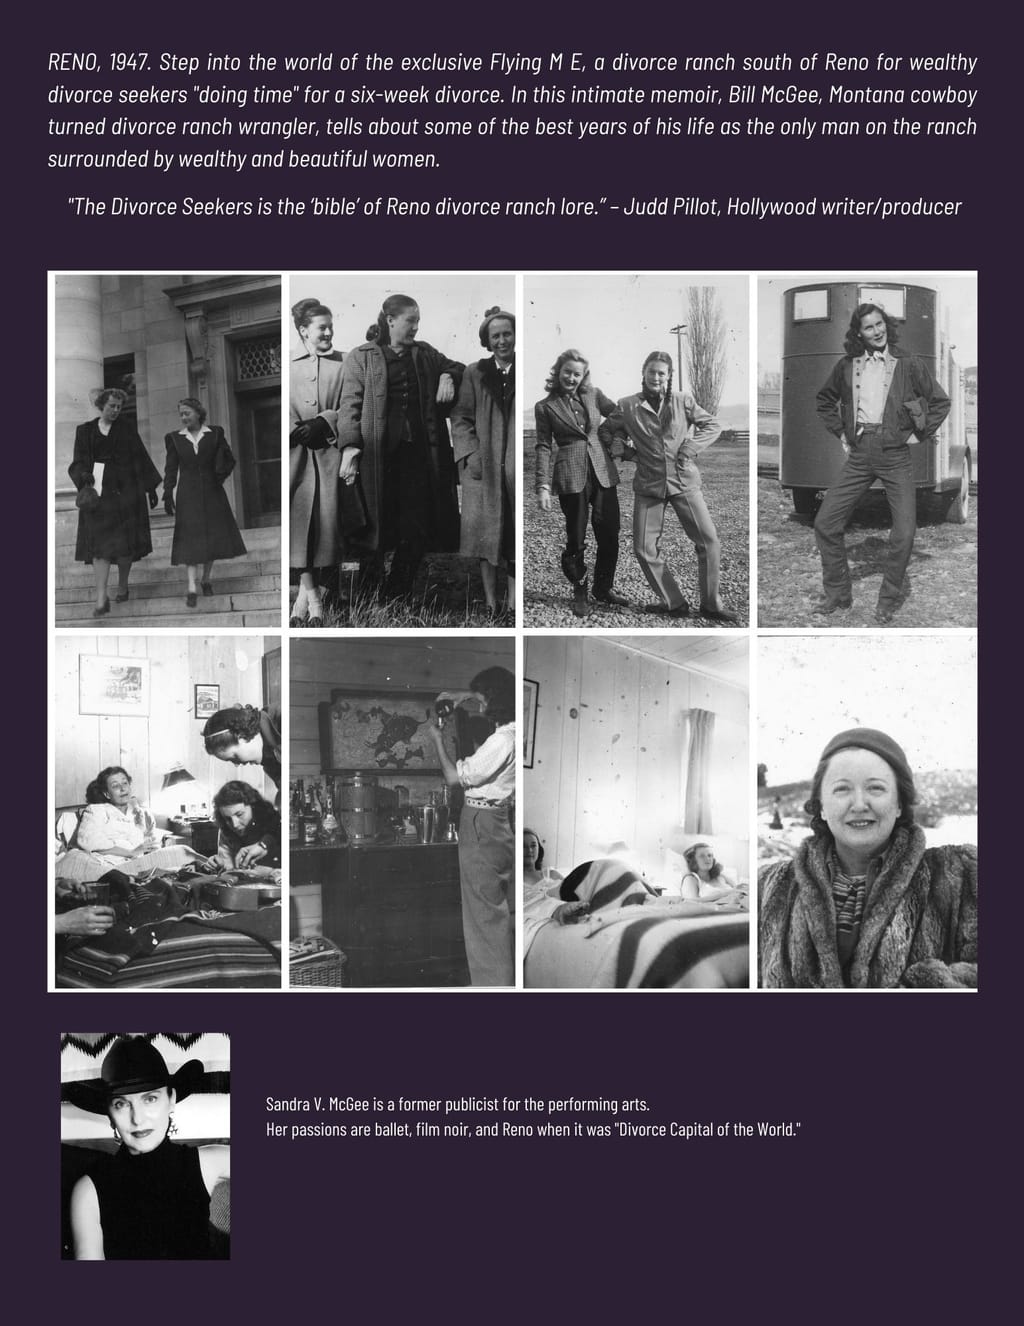 RENO, 1947. Step into the world of the exclusive Flying M E, a divorce ranch south of Reno for wealthy
divorce seekers "doing time" for a six-week divorce. In this intimate memoir, Bill McGee, Montana cowboy
turned divorce ranch wrangler, tells about some of the best years of his life as the only man on the ranch
surrounded by wealthy and beautiful women.
"The Divorce Seekers is the ‘bible’ of Reno divorce ranch lore.” – Judd Pillot, Hollywood writer/producer
Sandra V. McGee is a former publicist for the performing arts.
Her passions are ballet, film noir, and Reno when it was "Divorce Capital of the World."